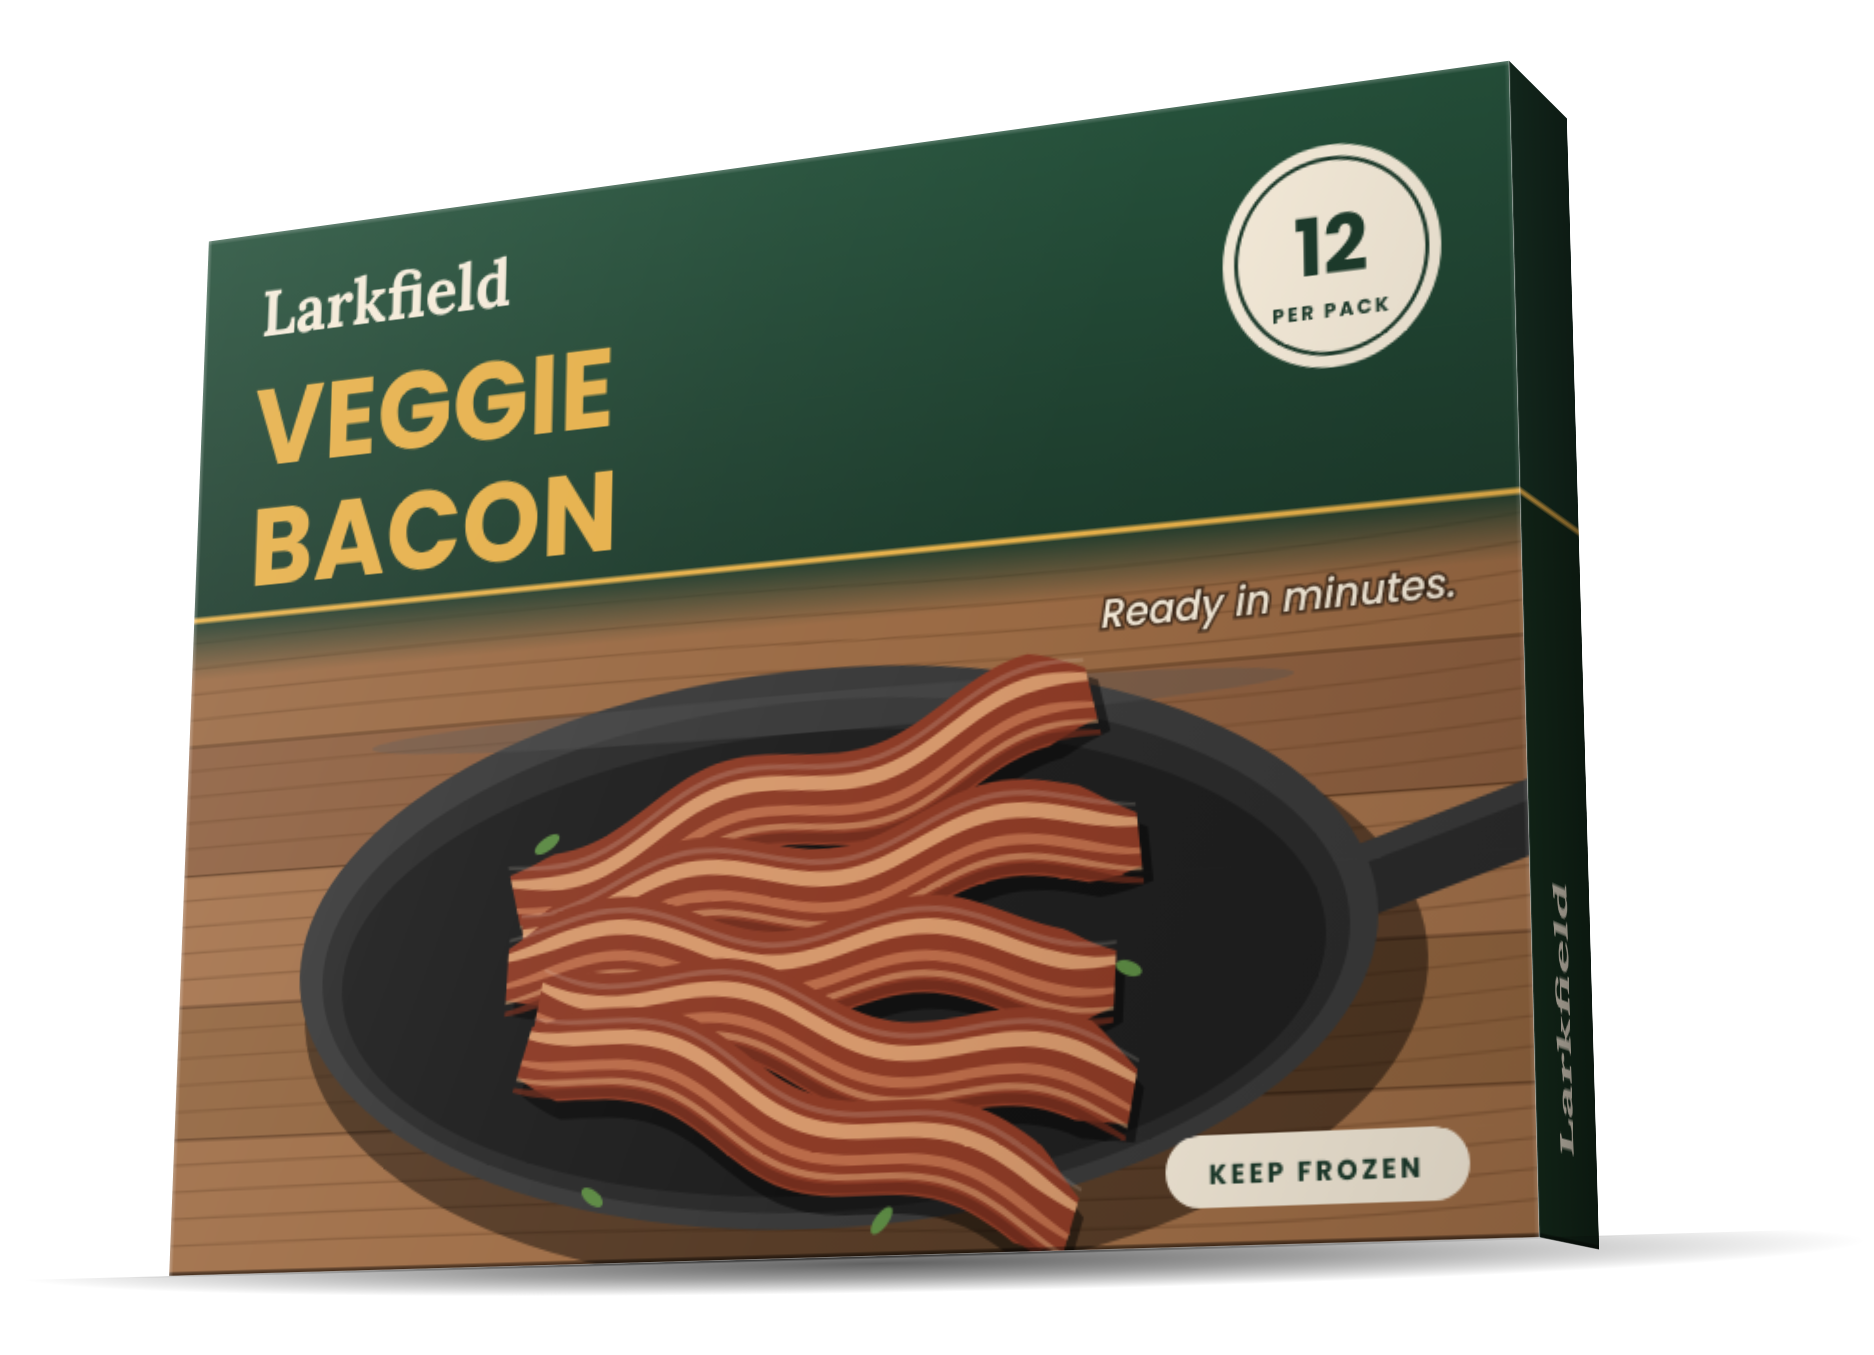 Larkfield
VEGGIE
BACON
12
PER PACK
Ready in minutes.
KEEP FROZEN
Larkfield